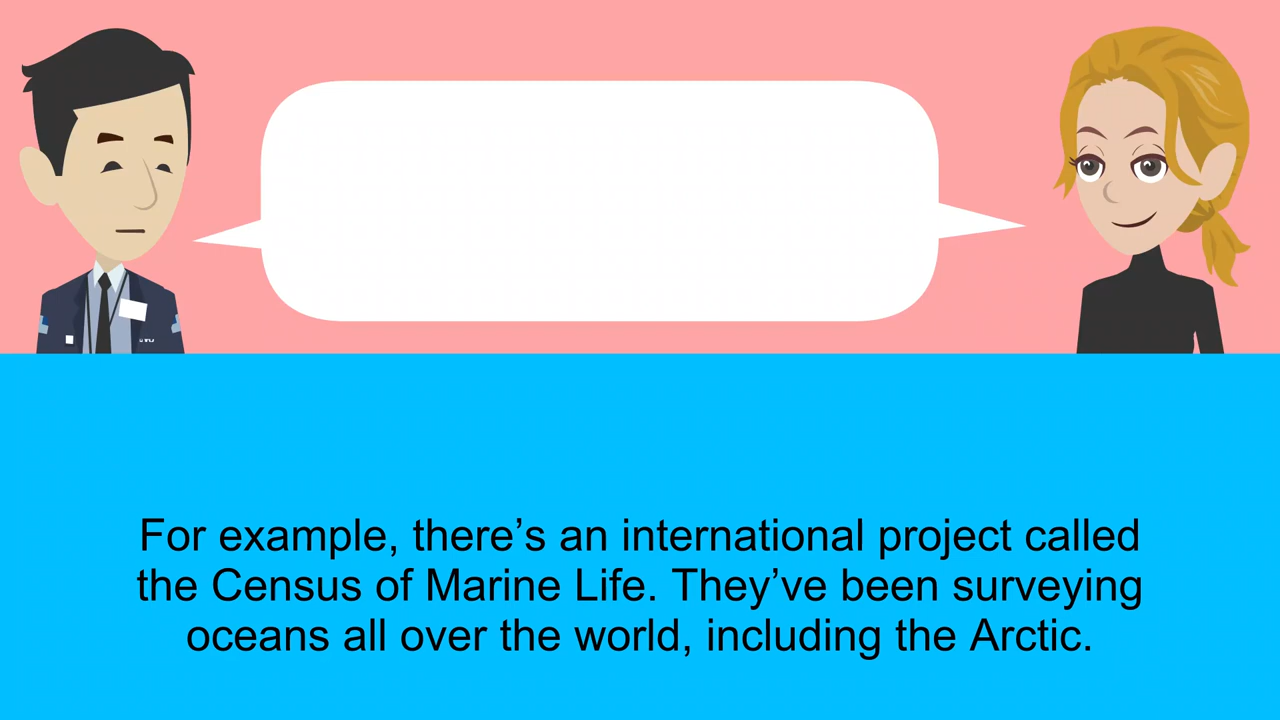 For example, there’s an international project called
the Census of Marine Life. They’ve been surveying
oceans all over the world, including the Arctic.